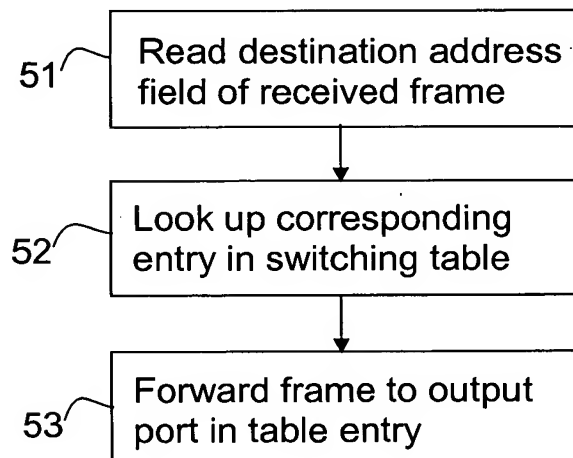 51
Read destination address
field of received frame
52
Look up corresponding
entry in switching table
53
Forward frame to output
port in table entry